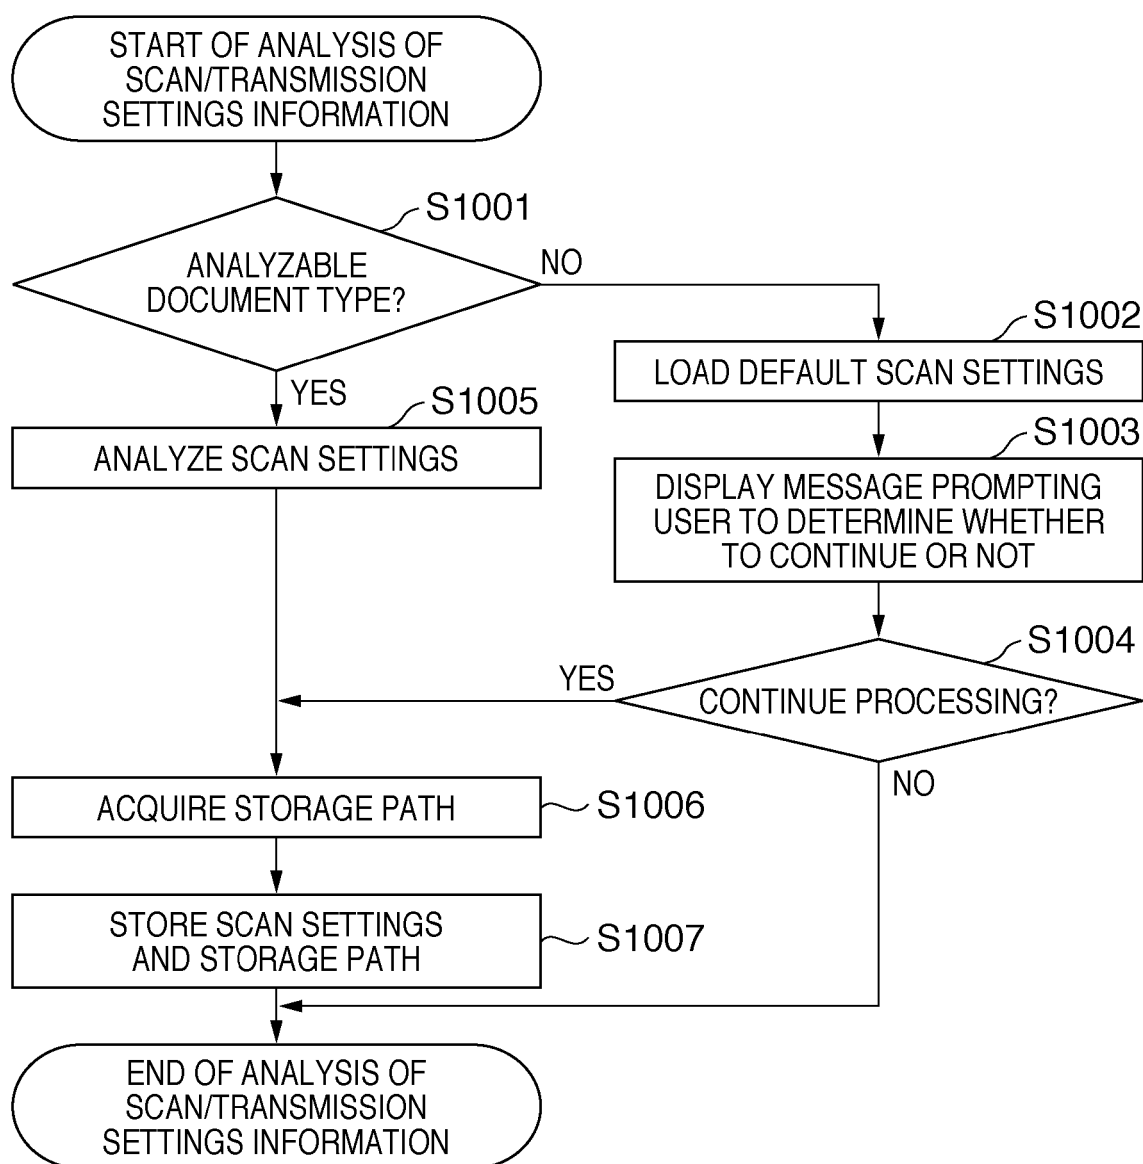 START OF ANALYSIS OF
SCAN/TRANSMISSION
SETTINGS INFORMATION
S1001
ANALYZABLE
DOCUMENT TYPE?
NO
YES
S1002
LOAD DEFAULT SCAN SETTINGS
S1005
ANALYZE SCAN SETTINGS
S1003
DISPLAY MESSAGE PROMPTING
USER TO DETERMINE WHETHER
TO CONTINUE OR NOT
S1004
CONTINUE PROCESSING?
YES
NO
ACQUIRE STORAGE PATH
S1006
STORE SCAN SETTINGS
AND STORAGE PATH
S1007
END OF ANALYSIS OF
SCAN/TRANSMISSION
SETTINGS INFORMATION